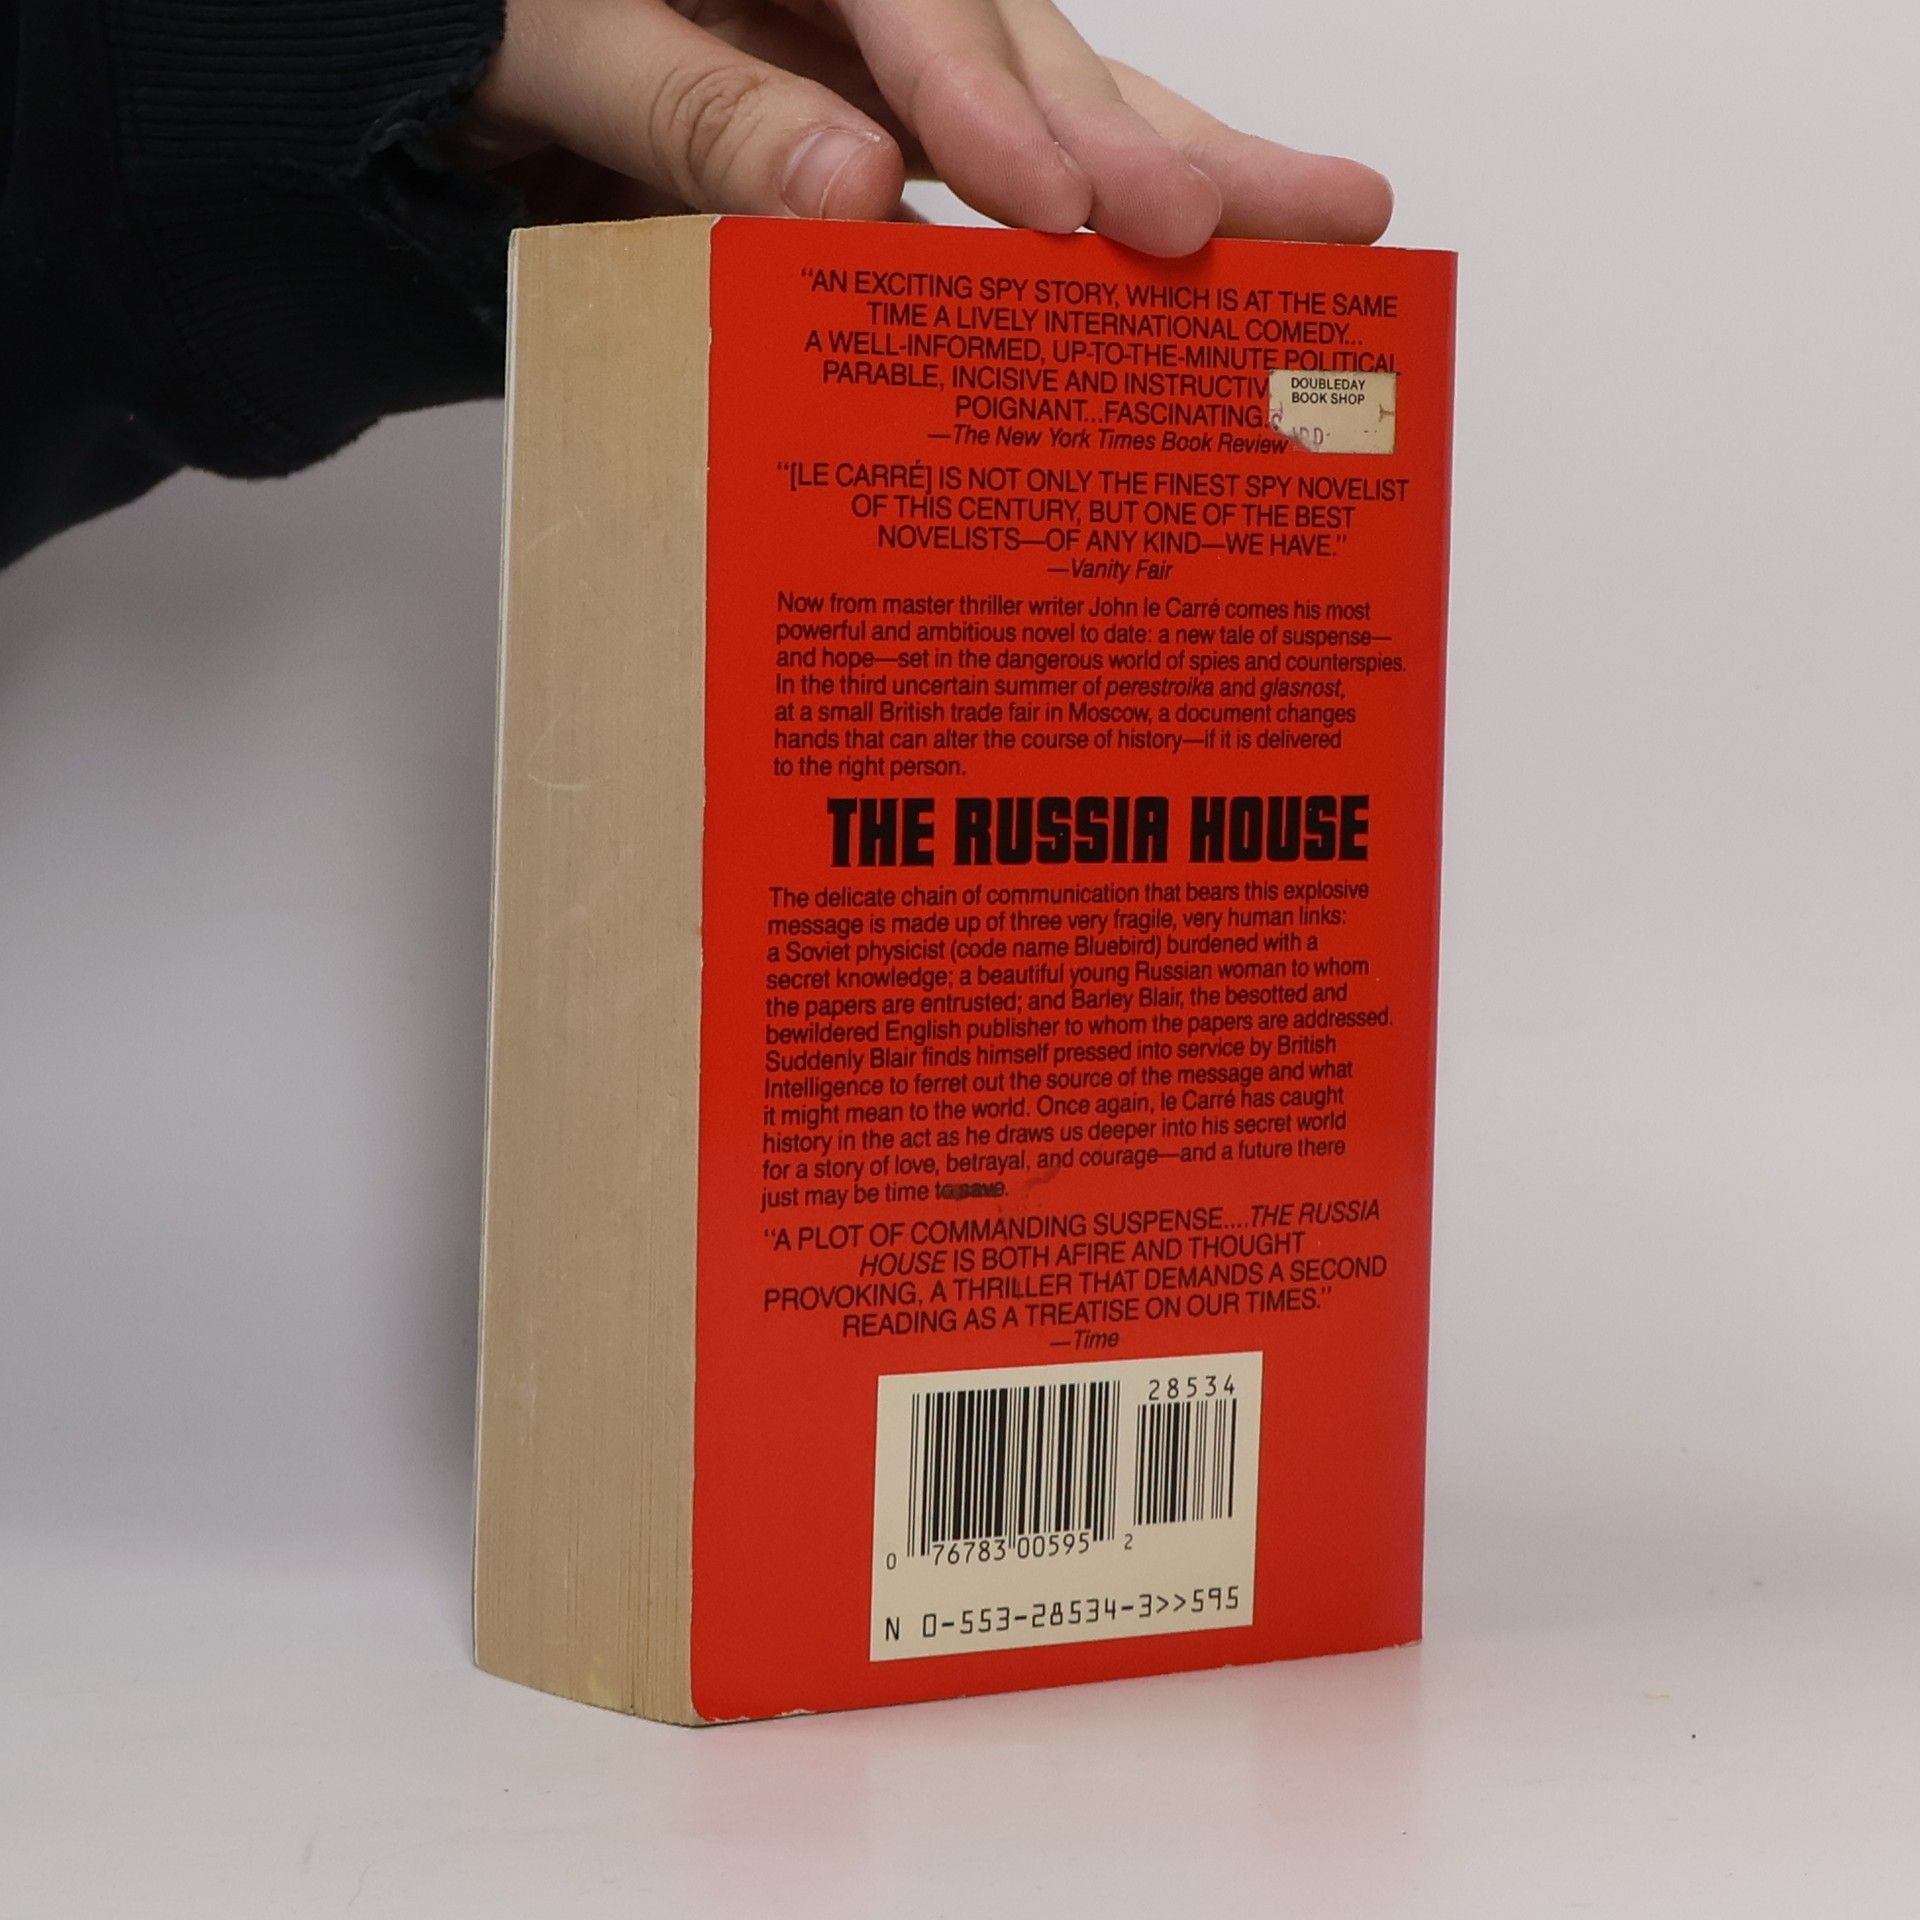 “AN EXCITING SPY STORY, WHICH IS AT THE SAME
TIME A LIVELY INTERNATIONAL COMEDY...
A WELL-INFORMED, UP-TO-THE-MINUTE POLITICAL
PARABLE, INCISIVE AND INSTRUCTIV
POIGNANT...FASCINATING.
—The New York Times Book Review
DOUBLEDAY
BOOK SHOP
“[LE CARRÉ] IS NOT ONLY THE FINEST SPY NOVELIST
OF THIS CENTURY, BUT ONE OF THE BEST
NOVELISTS—OF ANY KIND—WE HAVE.”
—Vanity Fair
Now from master thriller writer John le Carré comes his most
powerful and ambitious novel to date: a new tale of suspense—
and hope—set in the dangerous world of spies and counterspies.
In the third uncertain summer of perestroika and glasnost,
at a small British trade fair in Moscow, a document changes
hands that can alter the course of history—if it is delivered
to the right person.
THE RUSSIA HOUSE
The delicate chain of communication that bears this explosive
message is made up of three very fragile, very human links:
a Soviet physicist (code name Bluebird) burdened with a
secret knowledge; a beautiful young Russian woman to whom
the papers are entrusted; and Barley Blair, the besotted and
bewildered English publisher to whom the papers are addressed.
Suddenly Blair finds himself pressed into service by British
Intelligence to ferret out the source of the message and what
it might mean to the world. Once again, le Carré has caught
history in the act as he draws us deeper into his secret world
for a story of love, betrayal, and courage—and a future there
just may be time to save.
“A PLOT OF COMMANDING SUSPENSE....THE RUSSIA
HOUSE IS BOTH AFIRE AND THOUGHT
PROVOKING, A THRILLER THAT DEMANDS A SECOND
READING AS A TREATISE ON OUR TIMES.”
—Time
28534
0 76783 00595 2
N 0-553-28534-3>>595